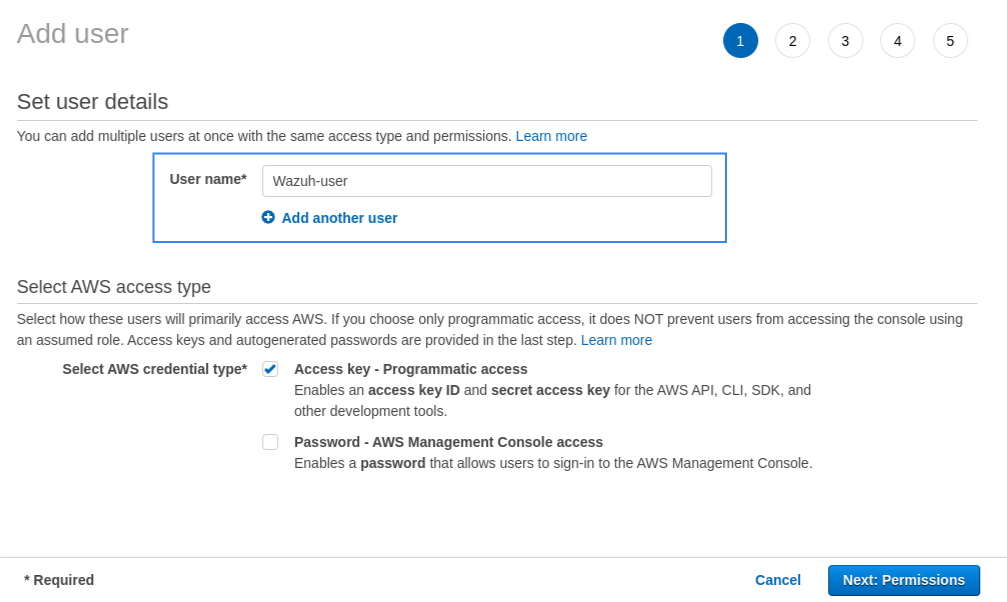 Add user
1 2 3 4 5
Set user details
You can add multiple users at once with the same access type and permissions. Learn more
User name* Wazuh-user
Add another user
Select AWS access type
Select how these users will primarily access AWS. If you choose only programmatic access, it does NOT prevent users from accessing the console using
an assumed role. Access keys and autogenerated passwords are provided in the last step. Learn more
Select AWS credential type* Access key - Programmatic access
Enables an access key ID and secret access key for the AWS API, CLI, SDK, and
other development tools.
Password - AWS Management Console access
Enables a password that allows users to sign-in to the AWS Management Console.
* Required Cancel Next: Permissions